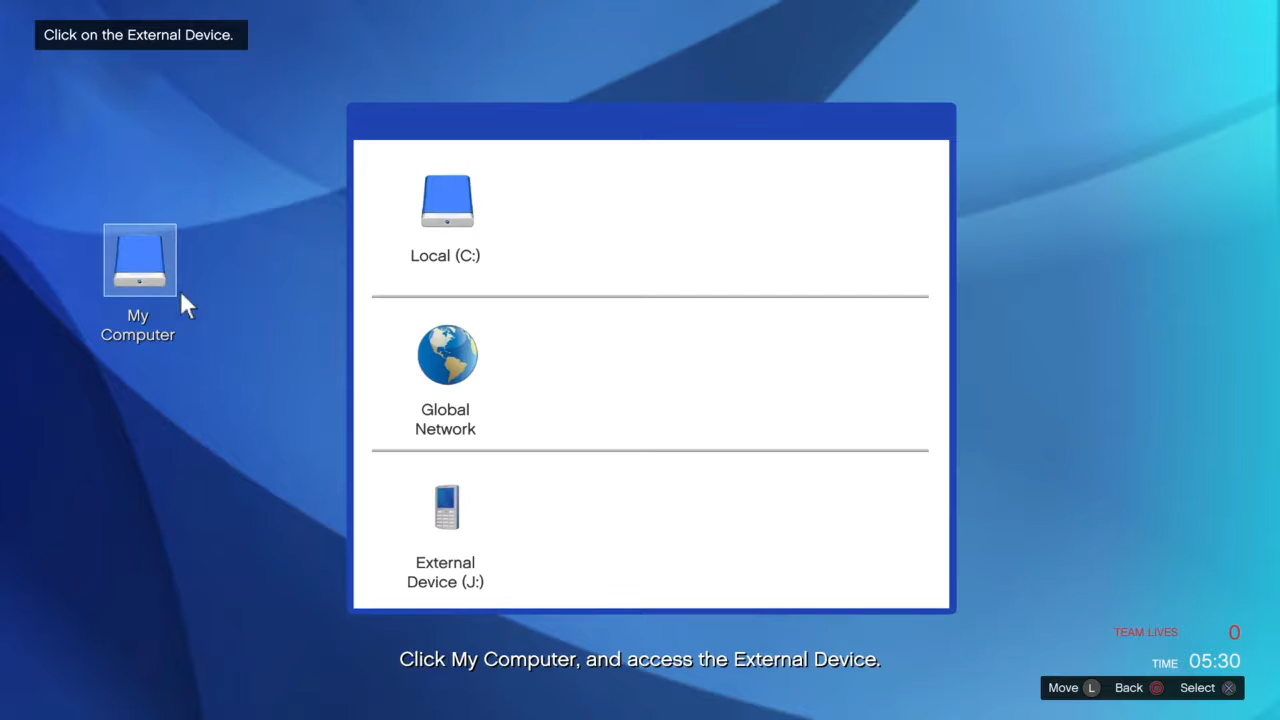 Click on the External Device.
Local (C:)
My
Computer
Global
Network
External
Device (J:)
Click My Computer, and access the External Device.
TEAM LIVES 0
TIME 05:30
Move L Back Select